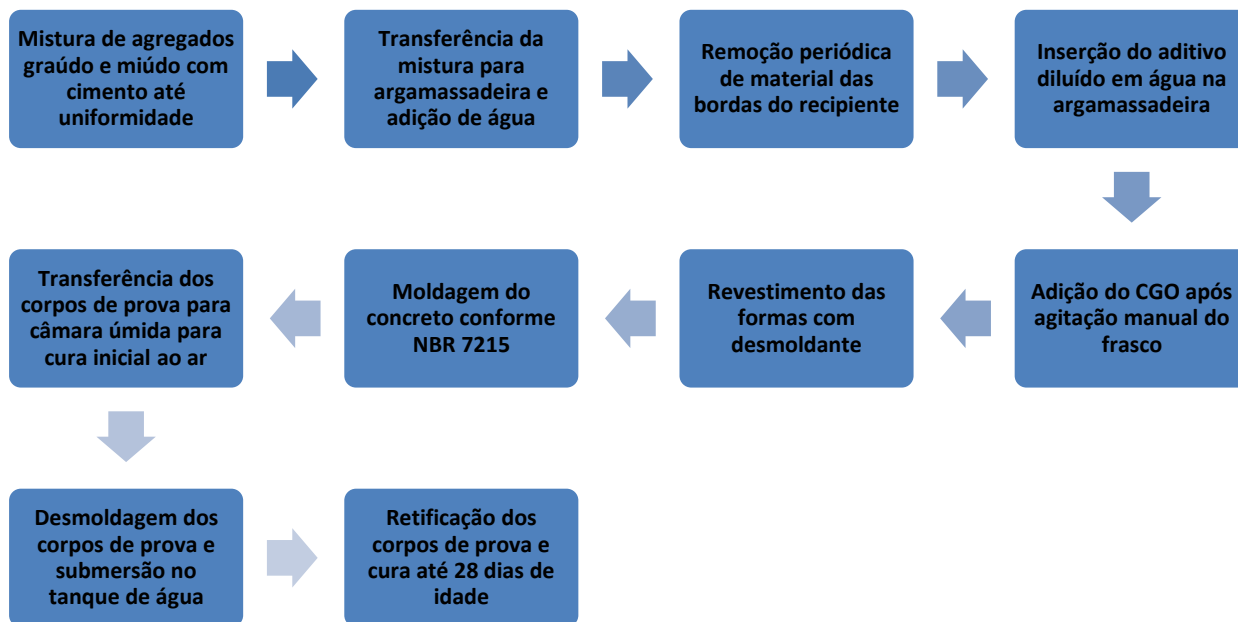 Mistura de agregados
graúdo e miúdo com
cimento até
uniformidade
Transferência da
mistura para
argamassadeira e
adição de água
Remoção periódica
de material das
bordas do recipiente
Inserção do aditivo
diluído em água na
argamassadeira
Adição do CGO após
agitação manual do
frasco
Revestimento das
formas com
desmoldante
Moldagem do
concreto conforme
NBR 7215
Transferência dos
corpos de prova para
câmara úmida para
cura inicial ao ar
Desmoldagem dos
corpos de prova e
submersão no
tanque de água
Retificação dos
corpos de prova e
cura até 28 dias de
idade